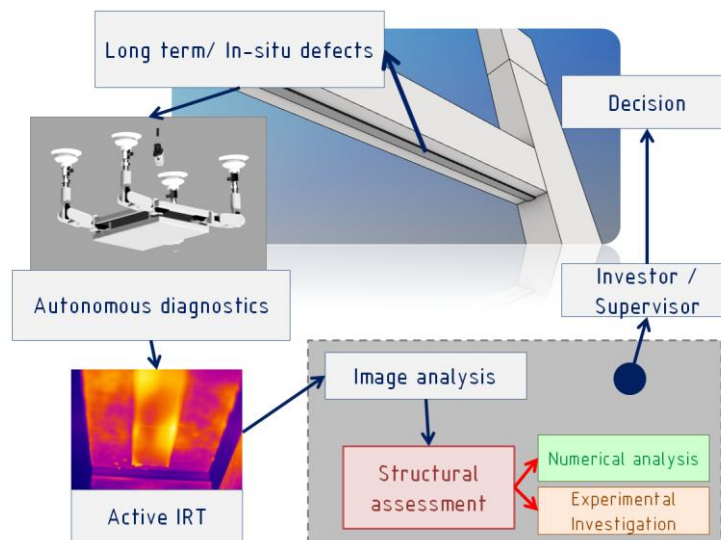 Long term/ In-situ defects
Decision
Autonomous diagnostics
Investor /
Supervisor
Image analysis
Active IRT
Structural
assessment
Numerical analysis
Experimental
Investigation